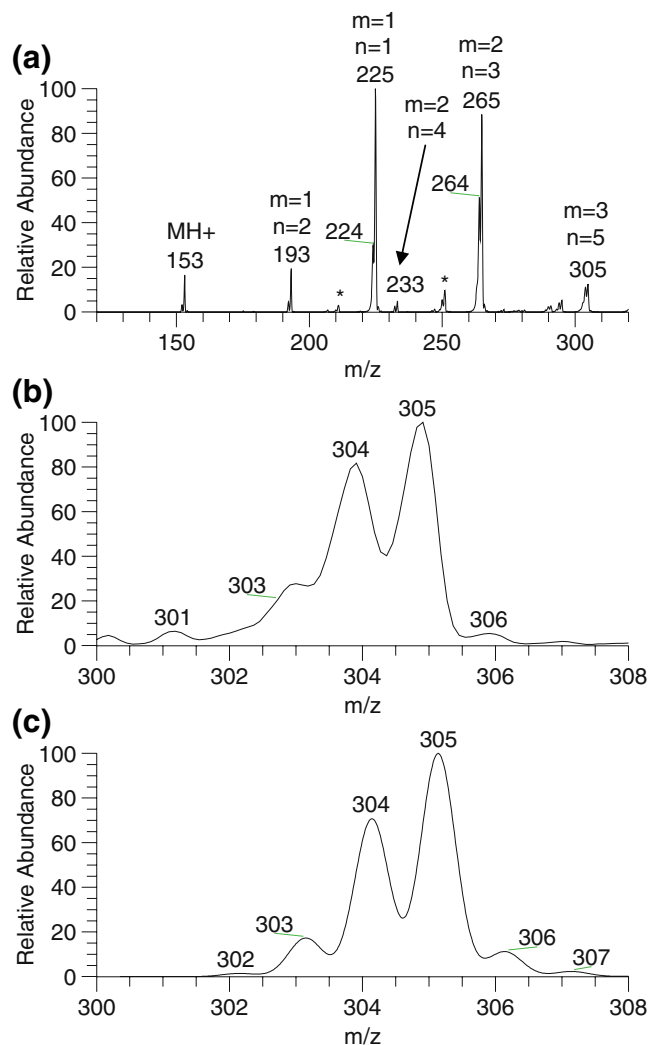 (a)
m=1
n=1
225
m=2
n=3
265
m=2
n=4
264
m=1
n=2
193
224
MH+
153
*
233
*
m=3
n=5
305
Relative Abundance
100
80
60
40
20
0
150 200 250 300
m/z
(b)
Relative Abundance
100
80
60
40
20
0
301
303
304
305
306
300 302 304 306 308
m/z
(c)
Relative Abundance
100
80
60
40
20
0
302
303
304
305
306
307
300 302 304 306 308
m/z